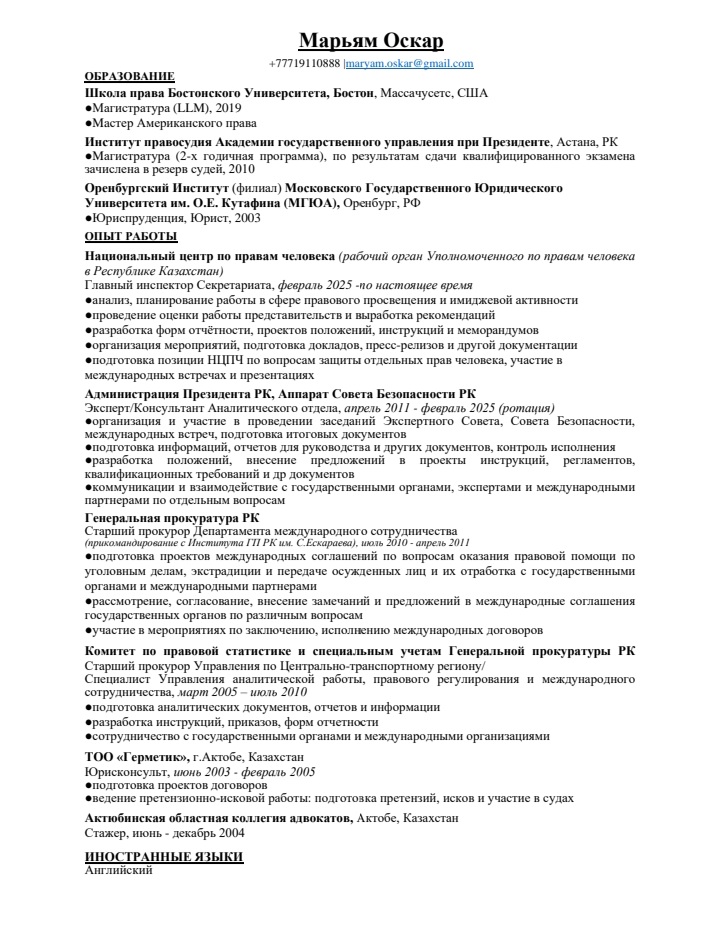 Марьям Оскар
+77719110888 |maryam.oskar@gmail.com
ОБРАЗОВАНИЕ
Школа права Бостонского Университета, Бостон, Массачусетс, США
●Магистратура (LLM), 2019
●Мастер Американского права
Институт правосудия Академии государственного управления при Президенте, Астана, РК
●Магистратура (2-х годичная программа), по результатам сдачи квалифицированного экзамена
зачислена в резерв судей, 2010
Оренбургский Институт (филиал) Московского Государственного Юридического
Университета им. О.Е. Кутафина (МГЮА), Оренбург, РФ
●Юриспруденция, Юрист, 2003
ОПЫТ РАБОТЫ
Национальный центр по правам человека (рабочий орган Уполномоченного по правам человека
в Республике Казахстан)
Главный инспектор Секретариата, февраль 2025 -по настоящее время
●анализ, планирование работы в сфере правового просвещения и имиджевой активности
●проведение оценки работы представительств и выработка рекомендаций
●разработка форм отчётности, проектов положений, инструкций и меморандумов
●организация мероприятий, подготовка докладов, пресс-релизов и другой документации
●подготовка позиции НЦПЧ по вопросам защиты отдельных прав человека, участие в
международных встречах и презентациях
Администрация Президента РК, Аппарат Совета Безопасности РК
Эксперт/Консультант Аналитического отдела, апрель 2011 - февраль 2025 (ротация)
●организация и участие в проведении заседаний Экспертного Совета, Совета Безопасности,
международных встреч, подготовка итоговых документов
●подготовка информаций, отчетов для руководства и других документов, контроль исполнения
●разработка положений, внесение предложений в проекты инструкций, регламентов,
квалификационных требований и др документов
●коммуникации и взаимодействие с государственными органами, экспертами и международными
партнерами по отдельным вопросам
Генеральная прокуратура РК
Старший прокурор Департамента международного сотрудничества
(прикомандирование с Института ГП РК им. С.Ескараева), июль 2010 - апрель 2011
●подготовка проектов международных соглашений по вопросам оказания правовой помощи по
уголовным делам, экстрадиции и передаче осужденных лиц и их отработка с государственными
органами и международными партнерами
●рассмотрение, согласование, внесение замечаний и предложений в международные соглашения
государственных органов по различным вопросам
●участие в мероприятиях по заключению, исполнению международных договоров
Комитет по правовой статистике и специальным учетам Генеральной прокуратуры РК
Старший прокурор Управления по Центрально-транспортному региону/
Специалист Управления аналитической работы, правового регулирования и международного
сотрудничества, март 2005 – июль 2010
●подготовка аналитических документов, отчетов и информации
●разработка инструкций, приказов, форм отчетности
●сотрудничество с государственными органами и международными организациями
ТОО «Герметик», г.Актобе, Казахстан
Юрисконсульт, июнь 2003 - февраль 2005
●подготовка проектов договоров
●ведение претензионно-исковой работы: подготовка претензий, исков и участие в судах
Актюбинская областная коллегия адвокатов, Актобе, Казахстан
Стажер, июнь - декабрь 2004
ИНОСТРАННЫЕ ЯЗЫКИ
Английский